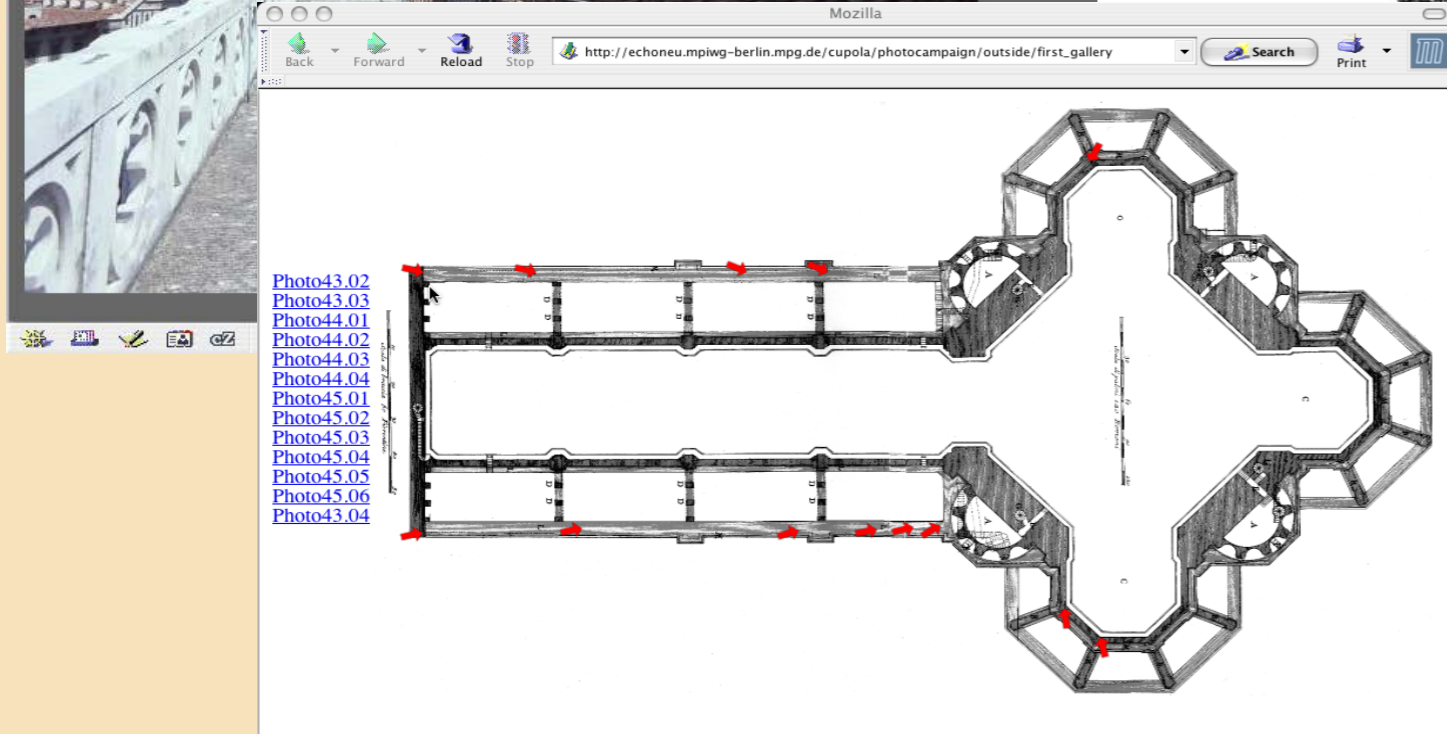 Mozilla
Back
Forward
Reload
Stop
http://echoneu.mpiwg-berlin.mpg.de/cupola/photocampaign/outside/first_gallery
Search
Print
Photo43.02
Photo43.03
Photo44.01
Photo44.02
Photo44.03
Photo44.04
Photo45.01
Photo45.02
Photo45.03
Photo45.04
Photo45.05
Photo45.06
Photo43.04